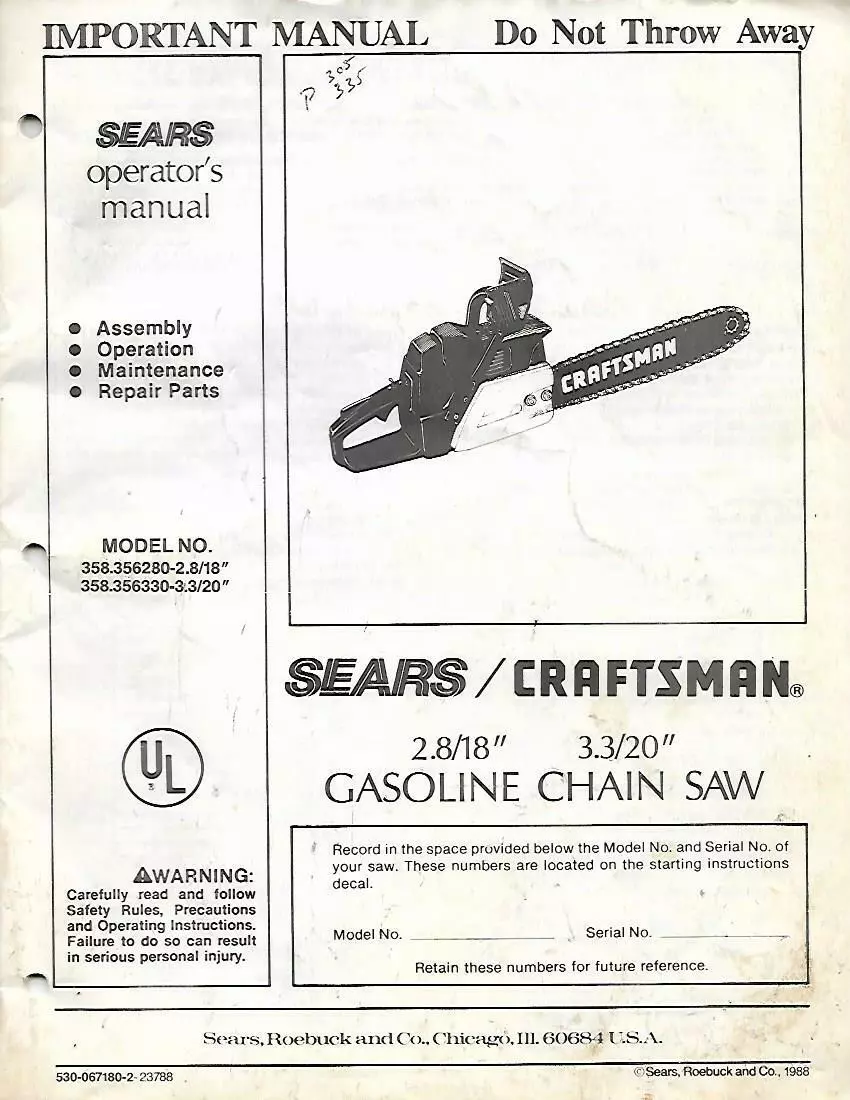 IMPORTANT MANUAL Do Not Throw Away
SEARS
operator's
manual
● Assembly
● Operation
● Maintenance
● Repair Parts
MODEL NO.
358.356280-2.8/18"
358.356330-3.3/20"
UL
®
⚠WARNING:
Carefully read and follow
Safety Rules, Precautions
and Operating Instructions.
Failure to do so can result
in serious personal injury.
P 305
335
CRAFTSMAN
SEARS / CRAFTSMAN®
2.8/18" 3.3/20"
GASOLINE CHAIN SAW
Record in the space provided below the Model No. and Serial No. of
your saw. These numbers are located on the starting instructions
decal.
Model No. ____________ Serial No. ____________
Retain these numbers for future reference.
Sears, Roebuck and Co., Chicago, Ill. 60684 U.S.A.
530-067180-2-23788
©Sears, Roebuck and Co., 1988